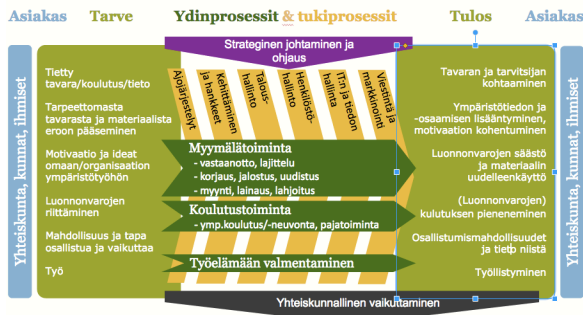 Asiakas
Tarve
Ydinprosessit & tukiprosessit
Tulos
Asiakas
Strateginen johtaminen ja
ohjaus
Yhteiskunta, kunnat, ihmiset
Tietty
tavara/koulutus/tieto
Tarpeettomasta
tavarasta ja materiaalista
eroon pääseminen
Motivaatio ja ideat
omaan/organisaation
ympäristötyöhön
Luonnonvarojen
riittäminen
Mahdollisuus ja tapa
osallistua ja vaikuttaa
Työ
Ajojärjestelyt
Kehittäminen
ja hankkeet
Talous-
hallinto
Henkilöstö-
hallinto
IT:n ja tiedon
hallinta
Viestintä ja
markkinointi
Myymälätoiminta
- vastaanotto, lajittelu
- korjaus, jalostus, uudistus
- myynti, lainaus, lahjoitus
Koulutustoiminta
- ymp.koulutus/-neuvonta, pajatoiminta
Työelämään valmentaminen
Yhteiskunnallinen vaikuttaminen
Tavaran ja tarvitsijan
kohtaaminen
Ympäristötiedon ja
-osaamisen lisääntyminen,
motivaation kohentuminen
Luonnonvarojen säästö
ja materiaalin
uudelleenkäyttö
(Luonnonvarojen)
kulutuksen pieneneminen
Osallistumismahdollisuudet
ja tieto niistä
Työllistyminen
Yhteiskunta, kunnat, ihmiset